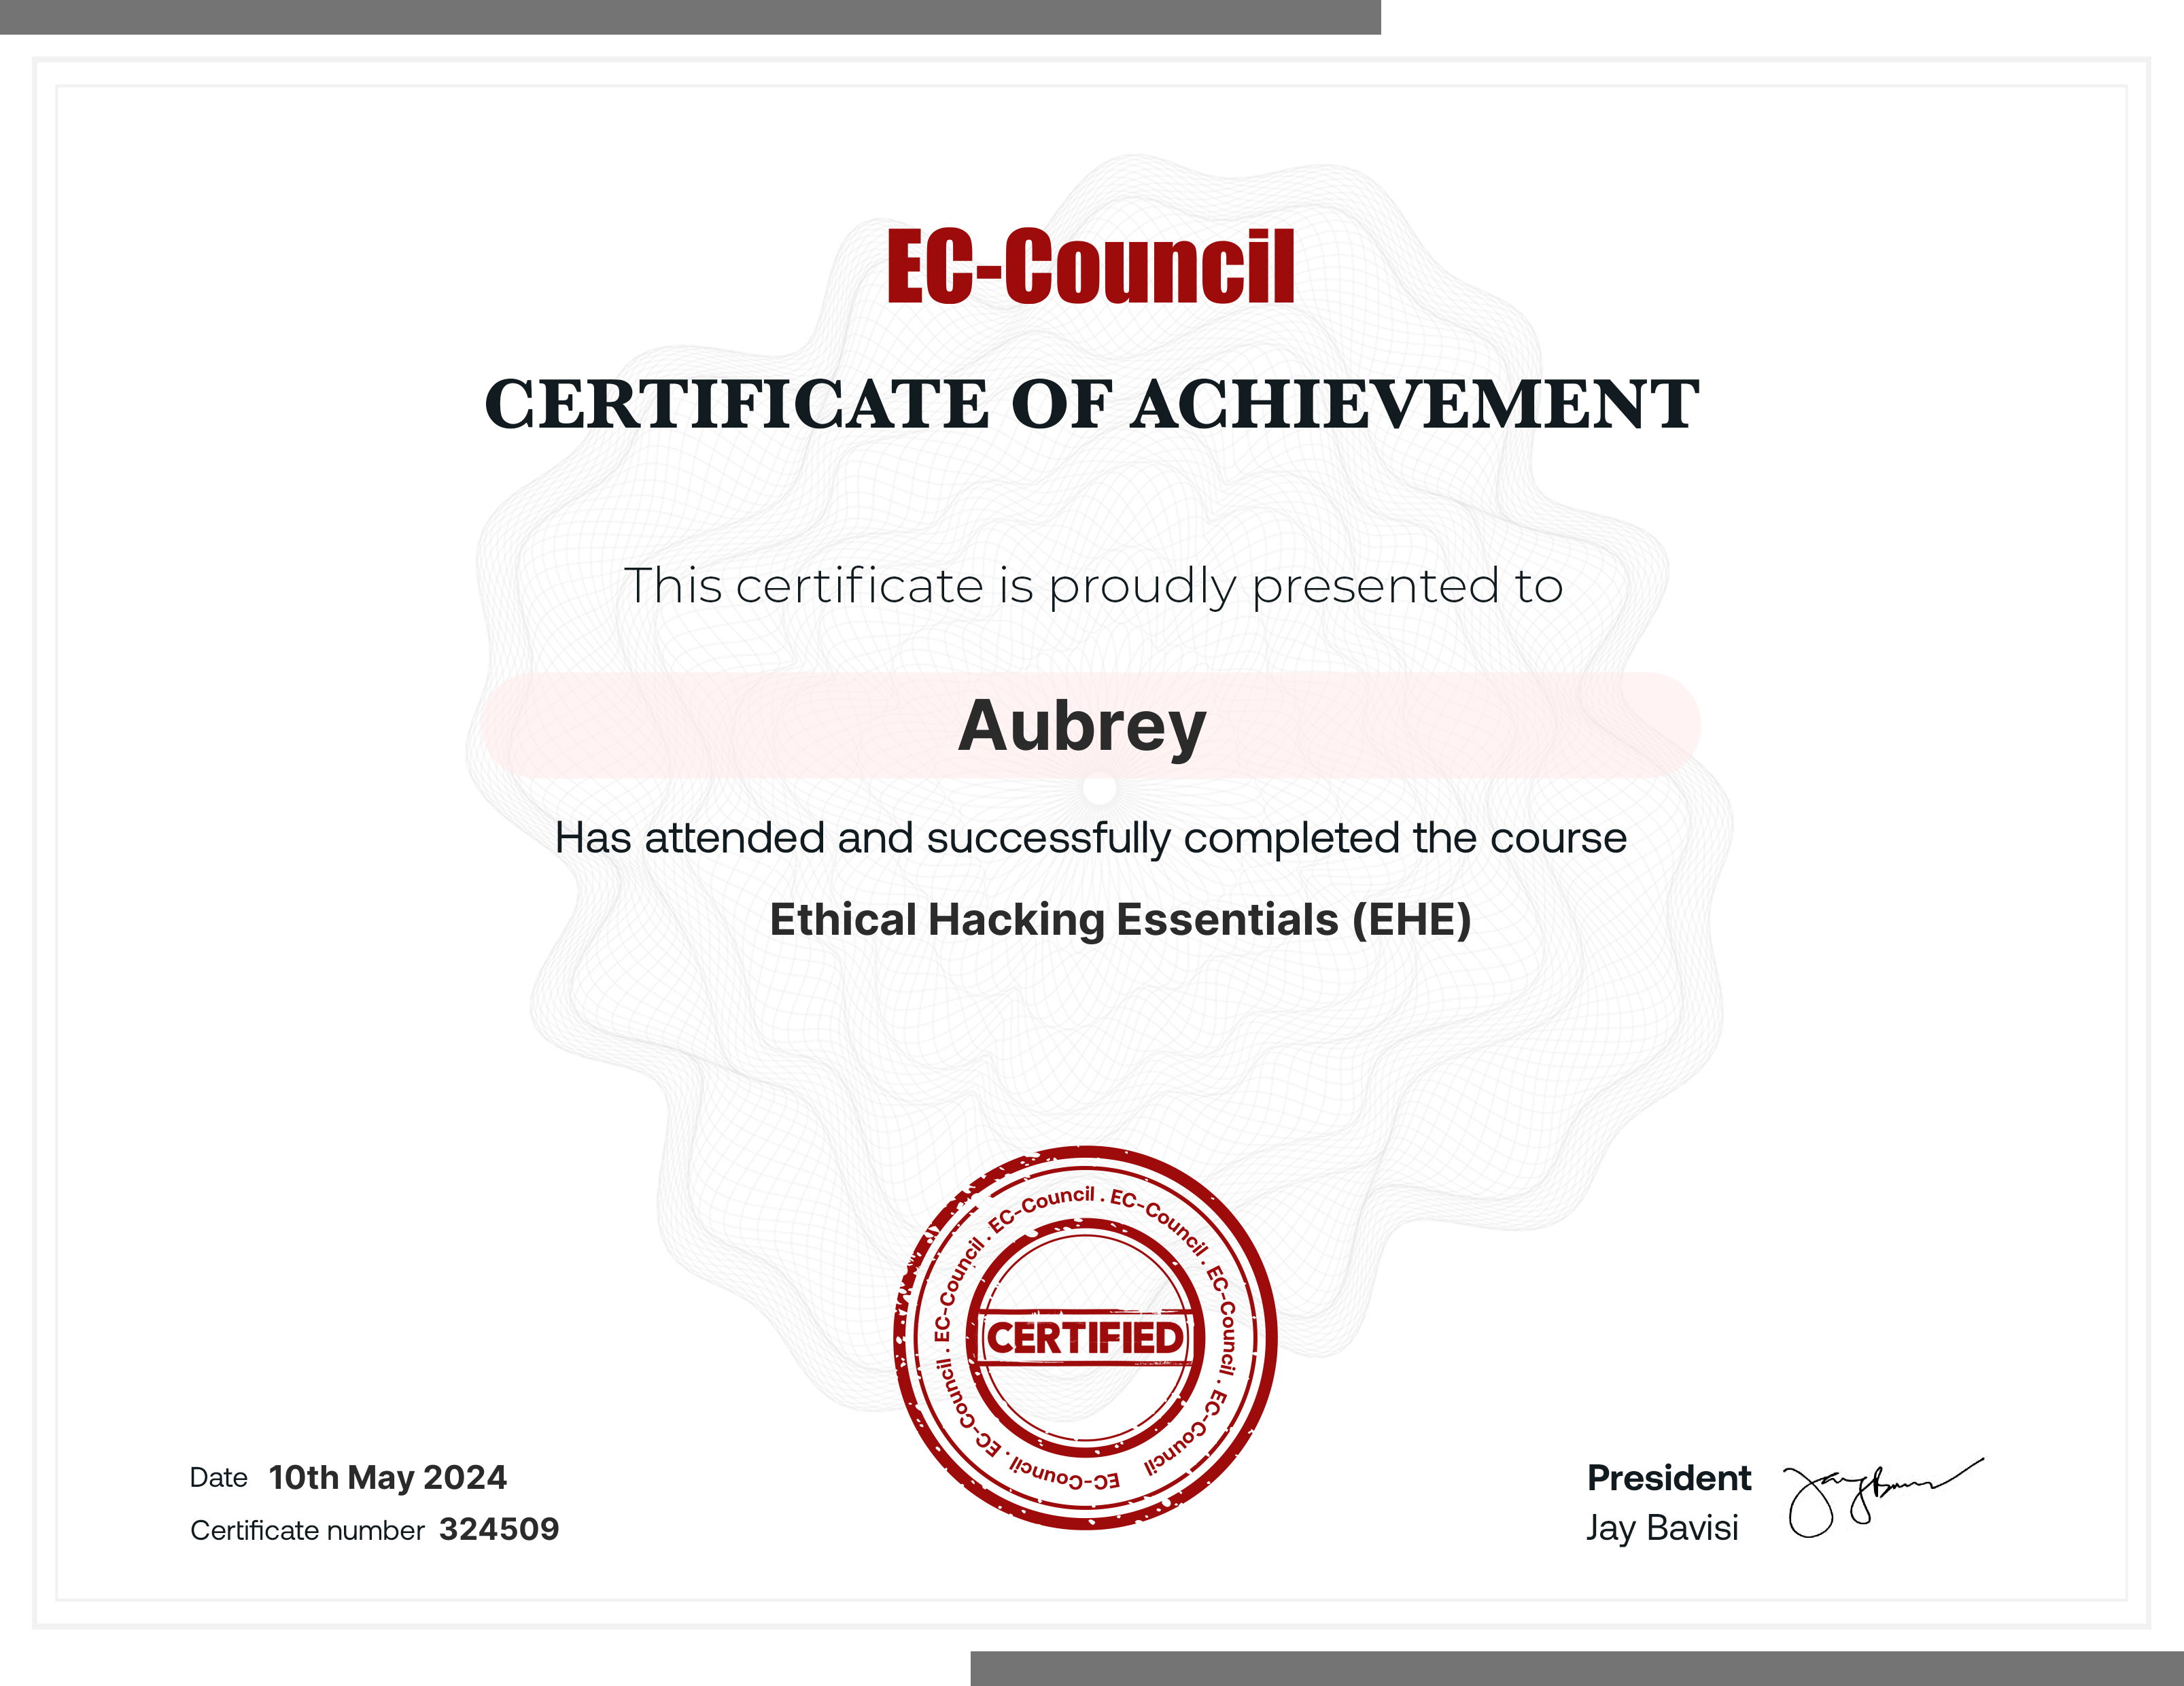 EC-Council
CERTIFICATE OF ACHIEVEMENT
This certificate is proudly presented to
Aubrey
Has attended and successfully completed the course
Ethical Hacking Essentials (EHE)
EC-Council . EC-Council . EC-Council . EC-Council . EC-Council . EC-Council . EC-Council
CERTIFIED
Date 10th May 2024
Certificate number 324509
President
Jay Bavisi